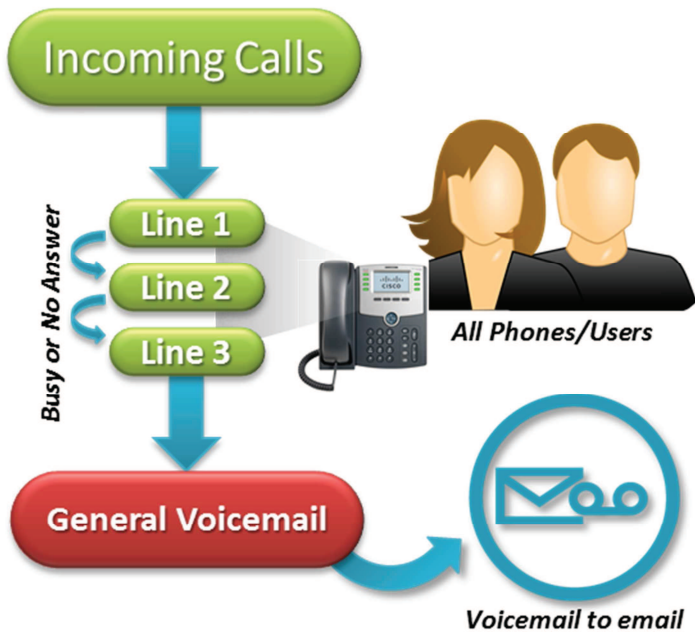 Incoming Calls
Line 1
Line 2
Line 3
Busy or No Answer
CISCO
All Phones/Users
General Voicemail
Voicemail to email